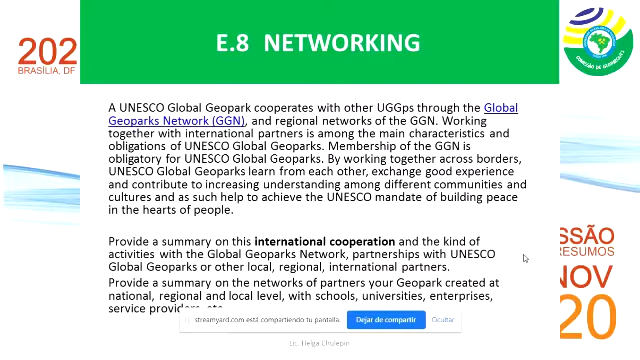 E.8 NETWORKING
202
BRASÍLIA, DF
COMISSÃO DE GEOPARQUES
A UNESCO Global Geopark cooperates with other UGGps through the Global
Geoparks Network (GGN), and regional networks of the GGN. Working
together with international partners is among the main characteristics and
obligations of UNESCO Global Geoparks. Membership of the GGN is
obligatory for UNESCO Global Geoparks. By working together across borders,
UNESCO Global Geoparks learn from each other, exchange good experience
and contribute to increasing understanding among different communities and
cultures and as such help to achieve the UNESCO mandate of building peace
in the hearts of people.
Provide a summary on this international cooperation and the kind of
activities with the Global Geoparks Network, partnerships with UNESCO
Global Geoparks or other local, regional, international partners.
Provide a summary on the networks of partners your Geopark created at
national, regional and local level, with schools, universities, enterprises,
service providers, etc.
SSÃO
RESUMOS
NOV
20
streamyard.com está compartiendo tu pantalla.
Dejar de compartir
Ocultar
Lic. Helga Chulepin